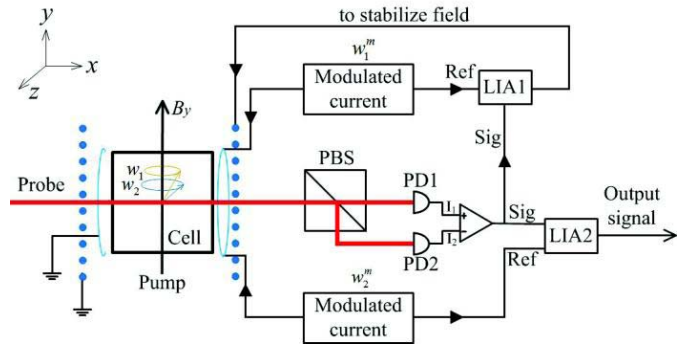 to stabilize field
y
x
z
w₁ᵐ
Modulated
current
Ref
LIA1
B_y
Sig
w₁
w₂
PBS
PD1
Probe
I₁
+
Output
signal
Sig
I₂
-
LIA2
Cell
PD2
Ref
Pump
w₂ᵐ
Modulated
current